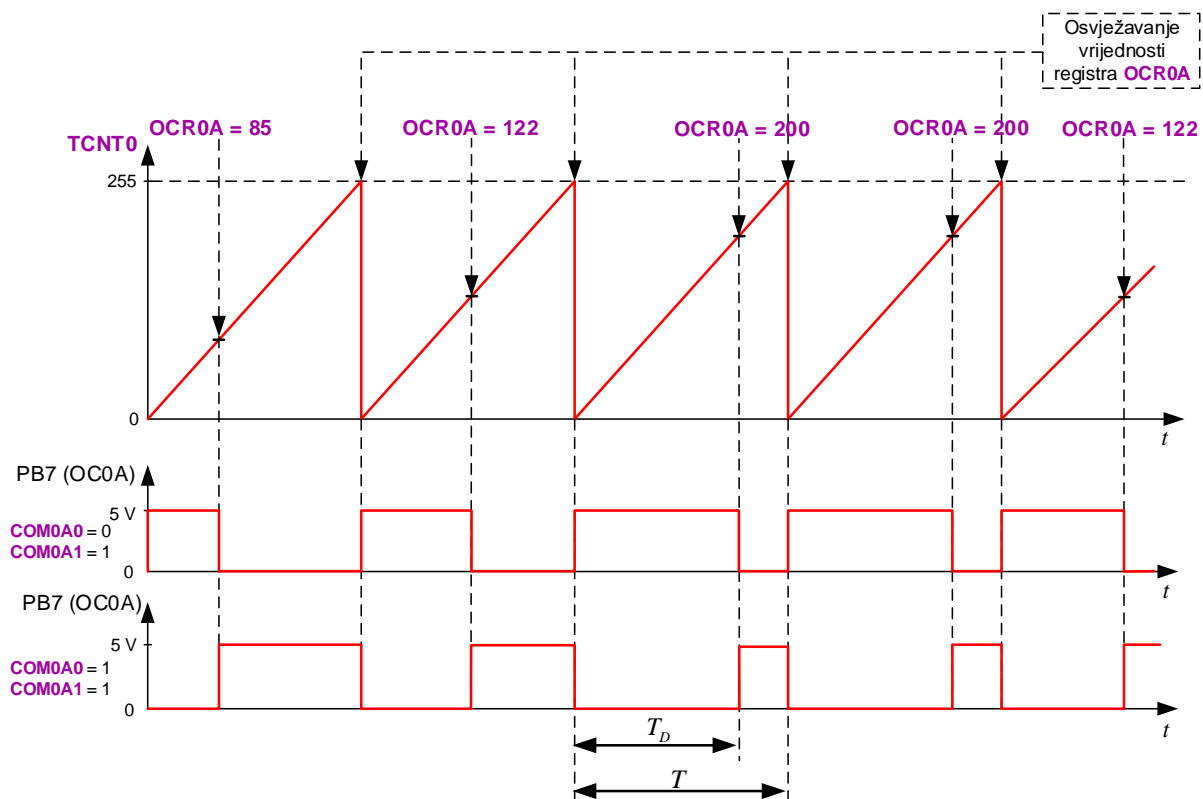 Osvježavanje
vrijednosti
registra OCR0A
OCR0A = 85
OCR0A = 122
OCR0A = 200
OCR0A = 200
OCR0A = 122
TCNT0
255
0
t
PB7 (OC0A)
5 V
COM0A0 = 0
COM0A1 = 1
0
t
PB7 (OC0A)
5 V
COM0A0 = 1
COM0A1 = 1
0
t
T_D
T